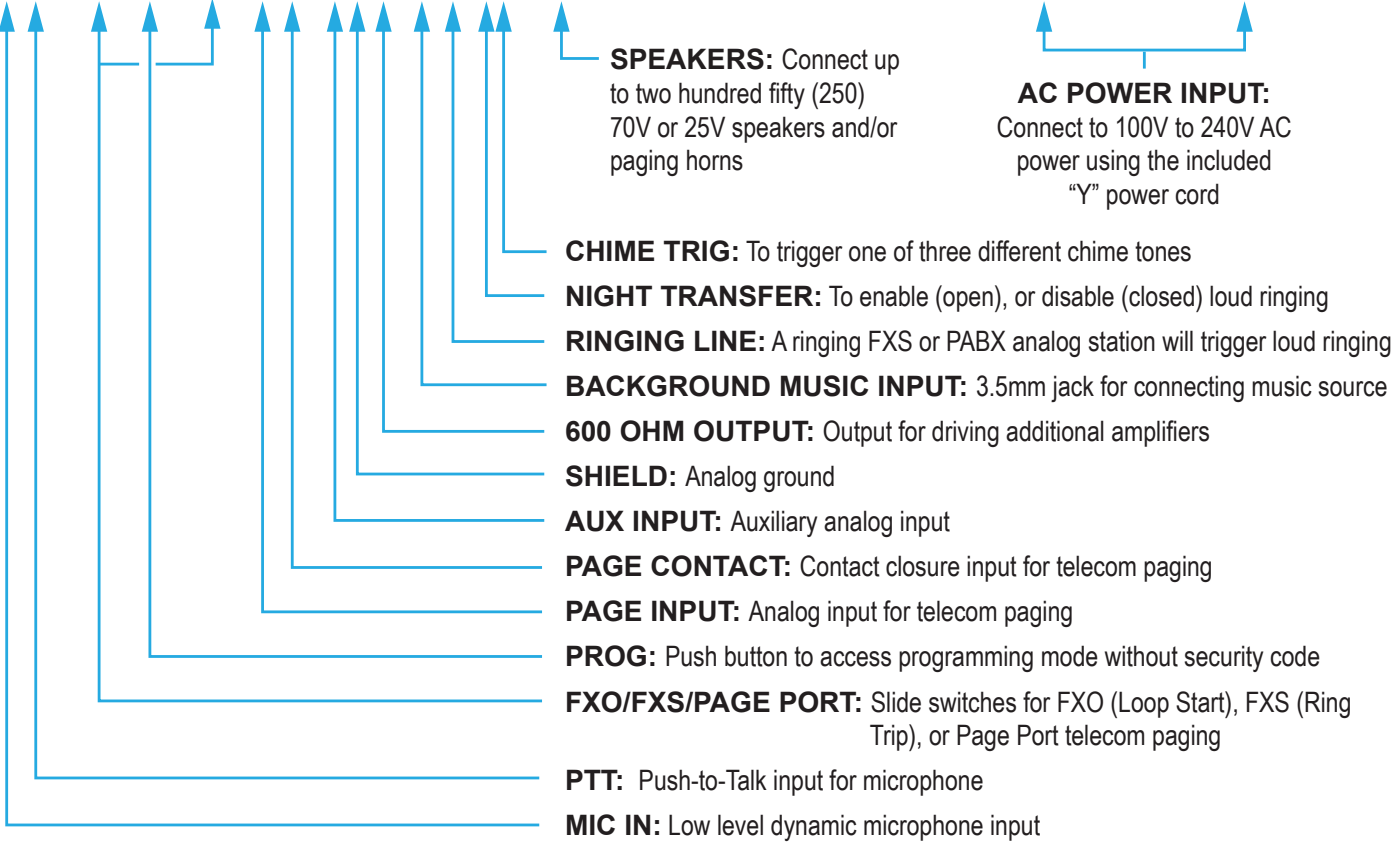 SPEAKERS: Connect up
to two hundred fifty (250)
70V or 25V speakers and/or
paging horns
AC POWER INPUT:
Connect to 100V to 240V AC
power using the included
“Y” power cord
CHIME TRIG: To trigger one of three different chime tones
NIGHT TRANSFER: To enable (open), or disable (closed) loud ringing
RINGING LINE: A ringing FXS or PABX analog station will trigger loud ringing
BACKGROUND MUSIC INPUT: 3.5mm jack for connecting music source
600 OHM OUTPUT: Output for driving additional amplifiers
SHIELD: Analog ground
AUX INPUT: Auxiliary analog input
PAGE CONTACT: Contact closure input for telecom paging
PAGE INPUT: Analog input for telecom paging
PROG: Push button to access programming mode without security code
FXO/FXS/PAGE PORT: Slide switches for FXO (Loop Start), FXS (Ring
Trip), or Page Port telecom paging
PTT: Push-to-Talk input for microphone
MIC IN: Low level dynamic microphone input